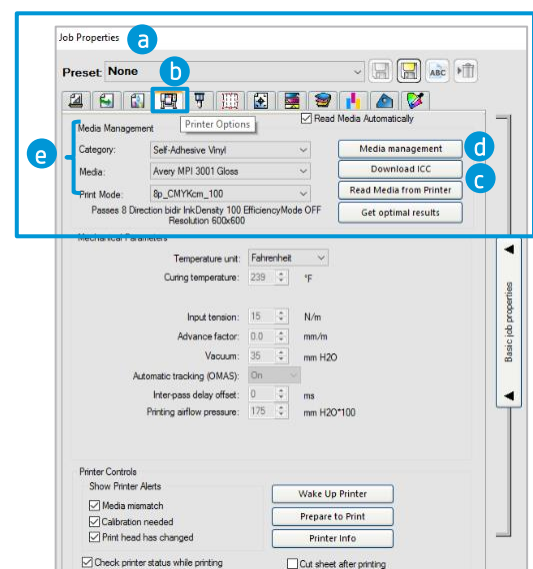 Job Properties
a
Preset: None
b
ABC
Printer Options
Read Media Automatically
Media Management
e
Category: Self-Adhesive Vinyl
Media management
d
Media: Avery MPI 3001 Gloss
Download ICC
c
Print Mode: 8p_CMYKcm_100
Read Media from Printer
Passes 8 Direction bidir InkDensity 100 EfficiencyMode OFF
Resolution 600x600
Get optimal results
Mechanical Parameters
Temperature unit: Fahrenheit
Curing temperature: 239 °F
Input tension: 15 N/m
Advance factor: 0.0 mm/m
Vacuum: 35 mm H2O
Automatic tracking (OMAS): On
Inter-pass delay offset: 0 ms
Printing airflow pressure: 175 mm H2O*100
Basic job properties
Printer Controls
Show Printer Alerts
Media mismatch
Calibration needed
Print head has changed
Wake Up Printer
Prepare to Print
Printer Info
Check printer status while printing
Cut sheet after printing